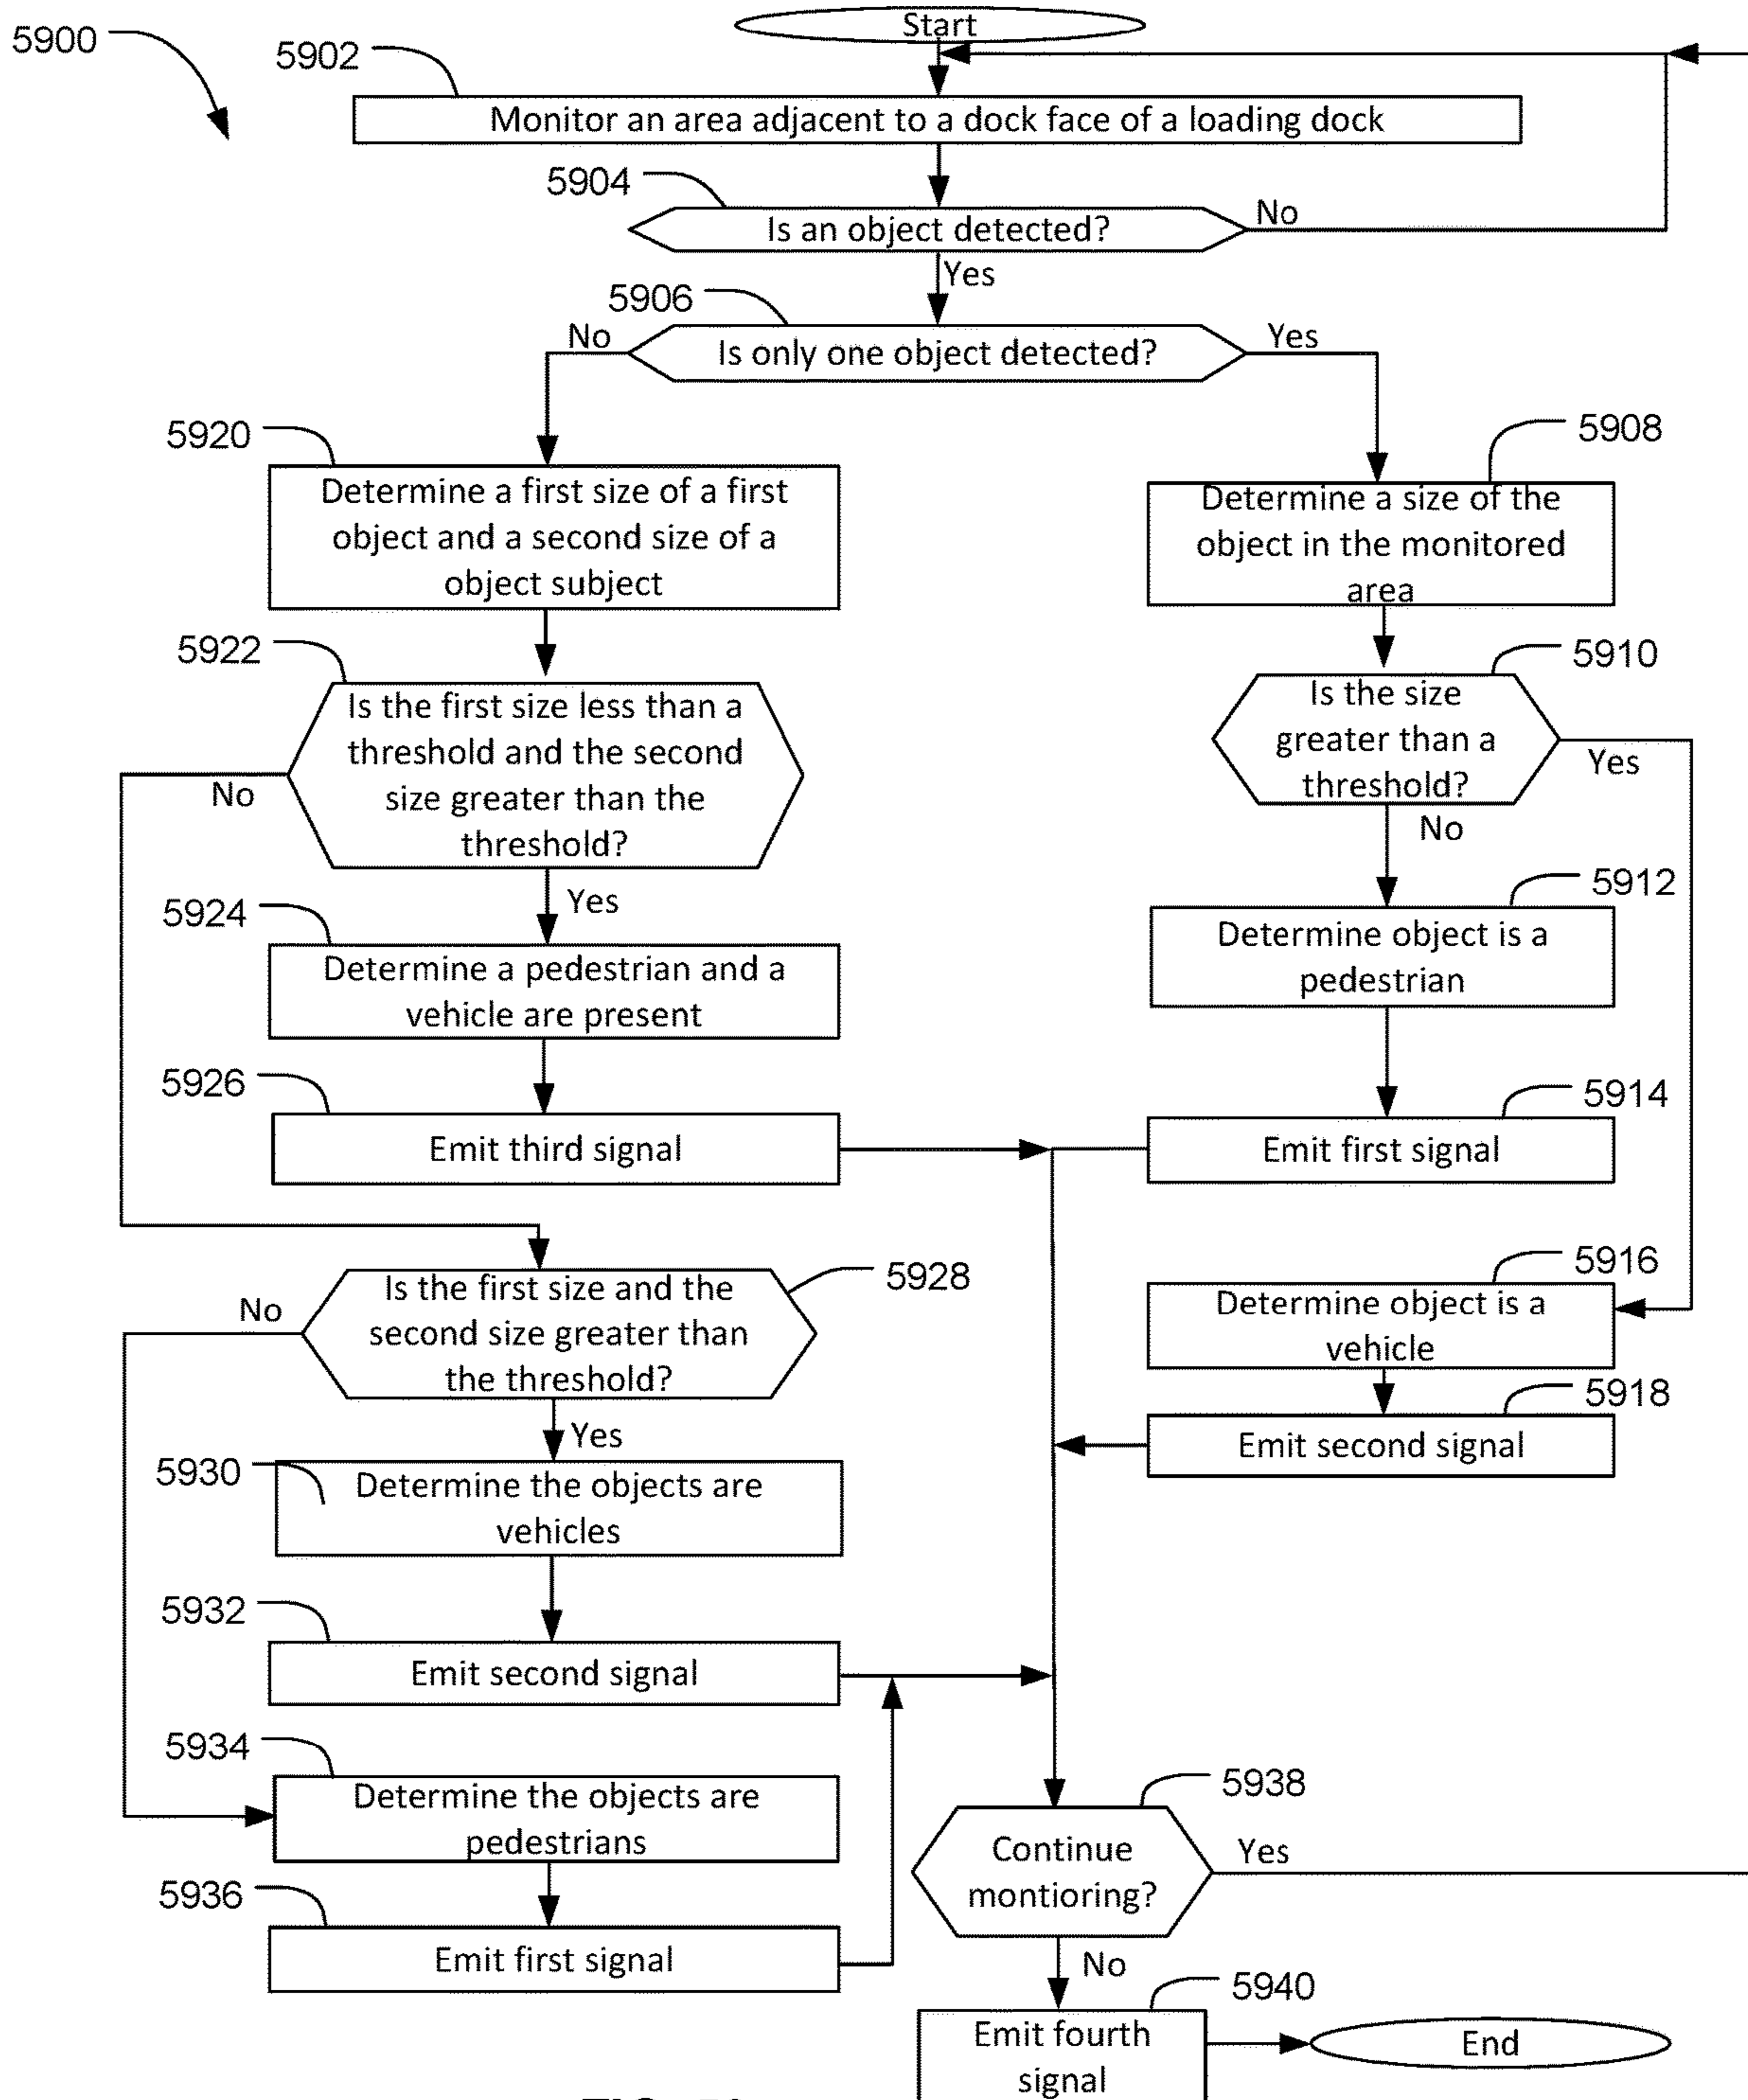 Start
5900
5902
Monitor an area adjacent to a dock face of a loading dock
5904
Is an object detected?
No
Yes
5906
Is only one object detected?
No
Yes
5920
Determine a first size of a first
object and a second size of a
object subject
5908
Determine a size of the
object in the monitored
area
5922
Is the first size less than a
threshold and the second
size greater than the
threshold?
No
Yes
5910
Is the size
greater than a
threshold?
Yes
No
5924
Determine a pedestrian and a
vehicle are present
5912
Determine object is a
pedestrian
5926
Emit third signal
5914
Emit first signal
5928
Is the first size and the
second size greater than
the threshold?
No
Yes
5916
Determine object is a
vehicle
5918
Emit second signal
5930
Determine the objects are
vehicles
5932
Emit second signal
5934
Determine the objects are
pedestrians
5936
Emit first signal
5938
Continue
montioring?
Yes
No
5940
Emit fourth
signal
End